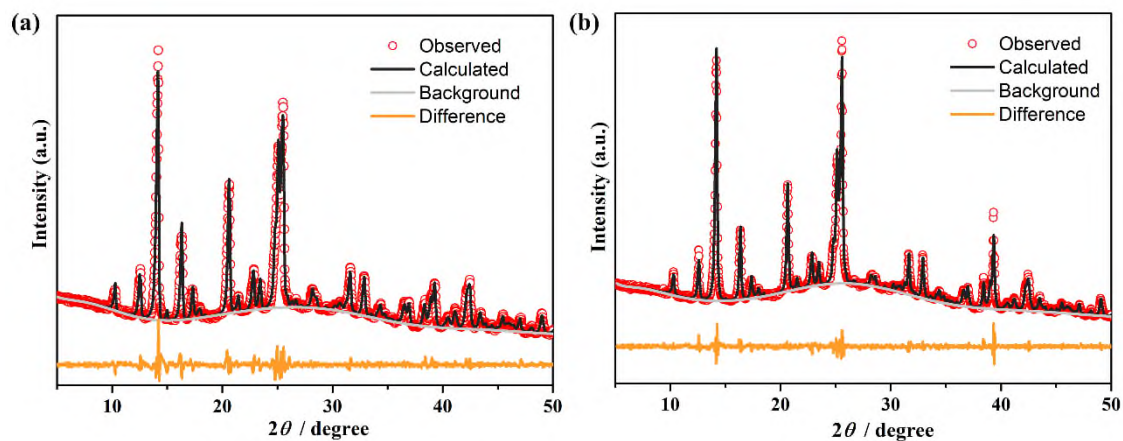 (a)
Observed
Calculated
Background
Difference
Intensity (a.u.)
10 20 30 40 50
2θ / degree
(b)
Observed
Calculated
Background
Difference
Intensity (a.u.)
10 20 30 40 50
2θ / degree